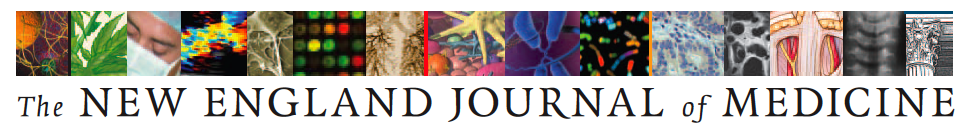 The NEW ENGLAND JOURNAL of MEDICINE